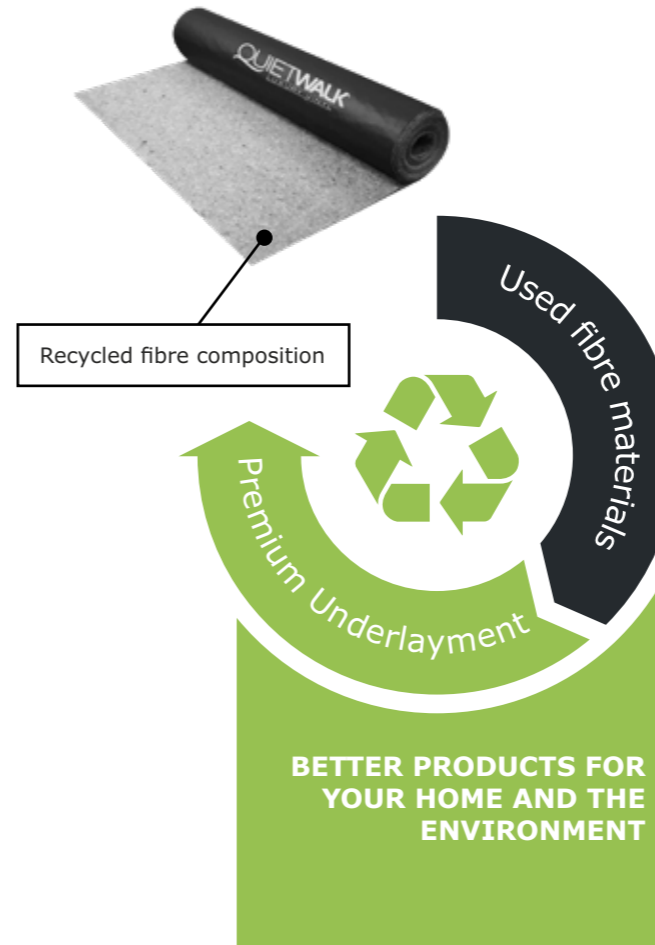 QUIETWALK
Recycled fibre composition
Used fibre materials
Premium Underlayment
BETTER PRODUCTS FOR
YOUR HOME AND THE
ENVIRONMENT